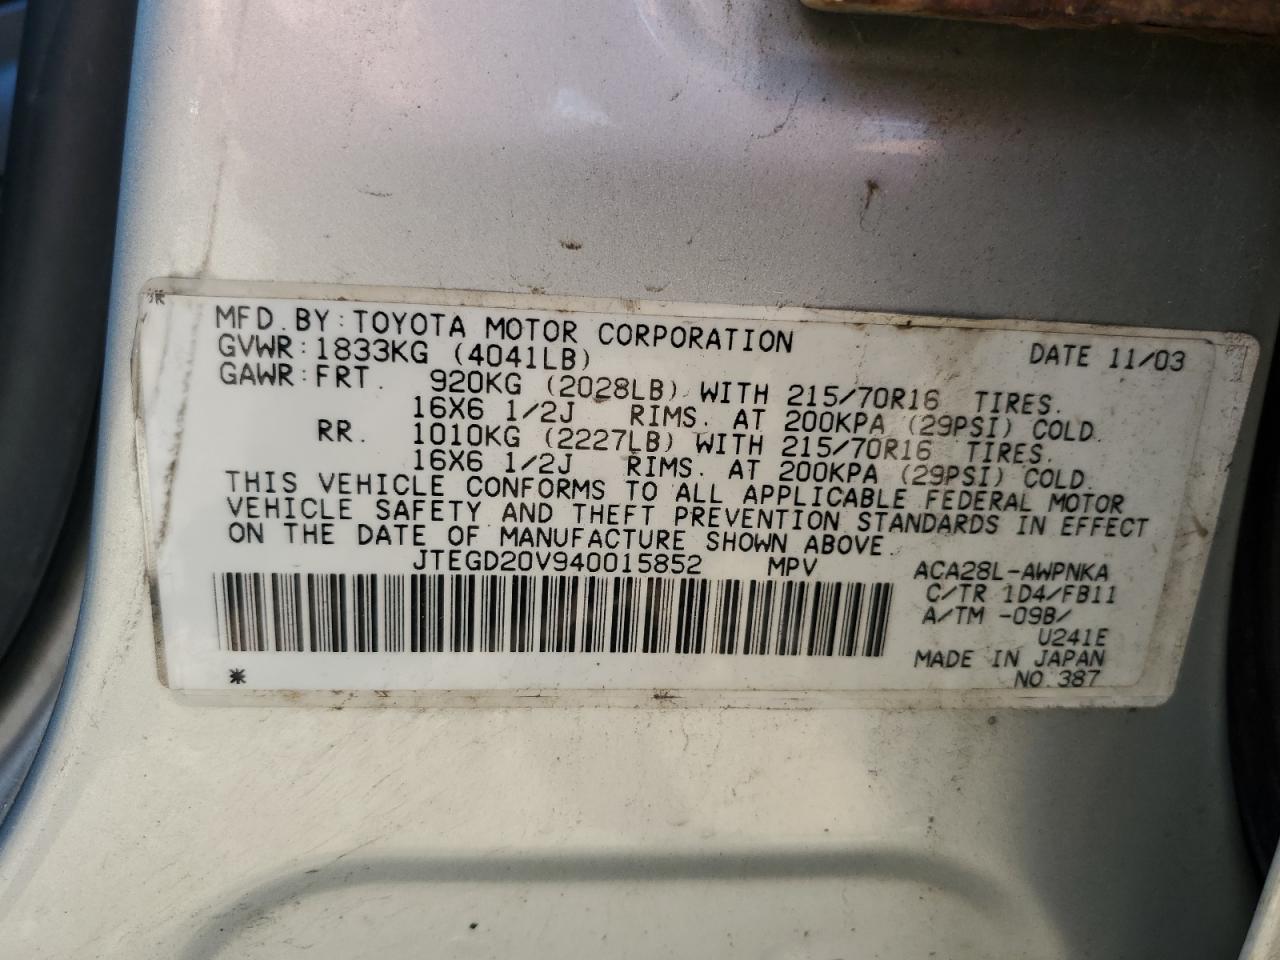 MFD.BY:TOYOTA MOTOR CORPORATION DATE 11/03
GVWR:1833KG (4041LB)
GAWR:FRT. 920KG (2028LB) WITH 215/70R16 TIRES.
16X6 1/2J RIMS. AT 200KPA (29PSI) COLD.
RR. 1010KG (2227LB) WITH 215/70R16 TIRES.
16X6 1/2J RIMS. AT 200KPA (29PSI) COLD.
THIS VEHICLE CONFORMS TO ALL APPLICABLE FEDERAL MOTOR
VEHICLE SAFETY AND THEFT PREVENTION STANDARDS IN EFFECT
ON THE DATE OF MANUFACTURE SHOWN ABOVE.
JTEGD20V940015852 MPV
ACA28L-AWPNKA
C/TR 1D4/FB11
A/TM -09B/
U241E
MADE IN JAPAN
* NO.387